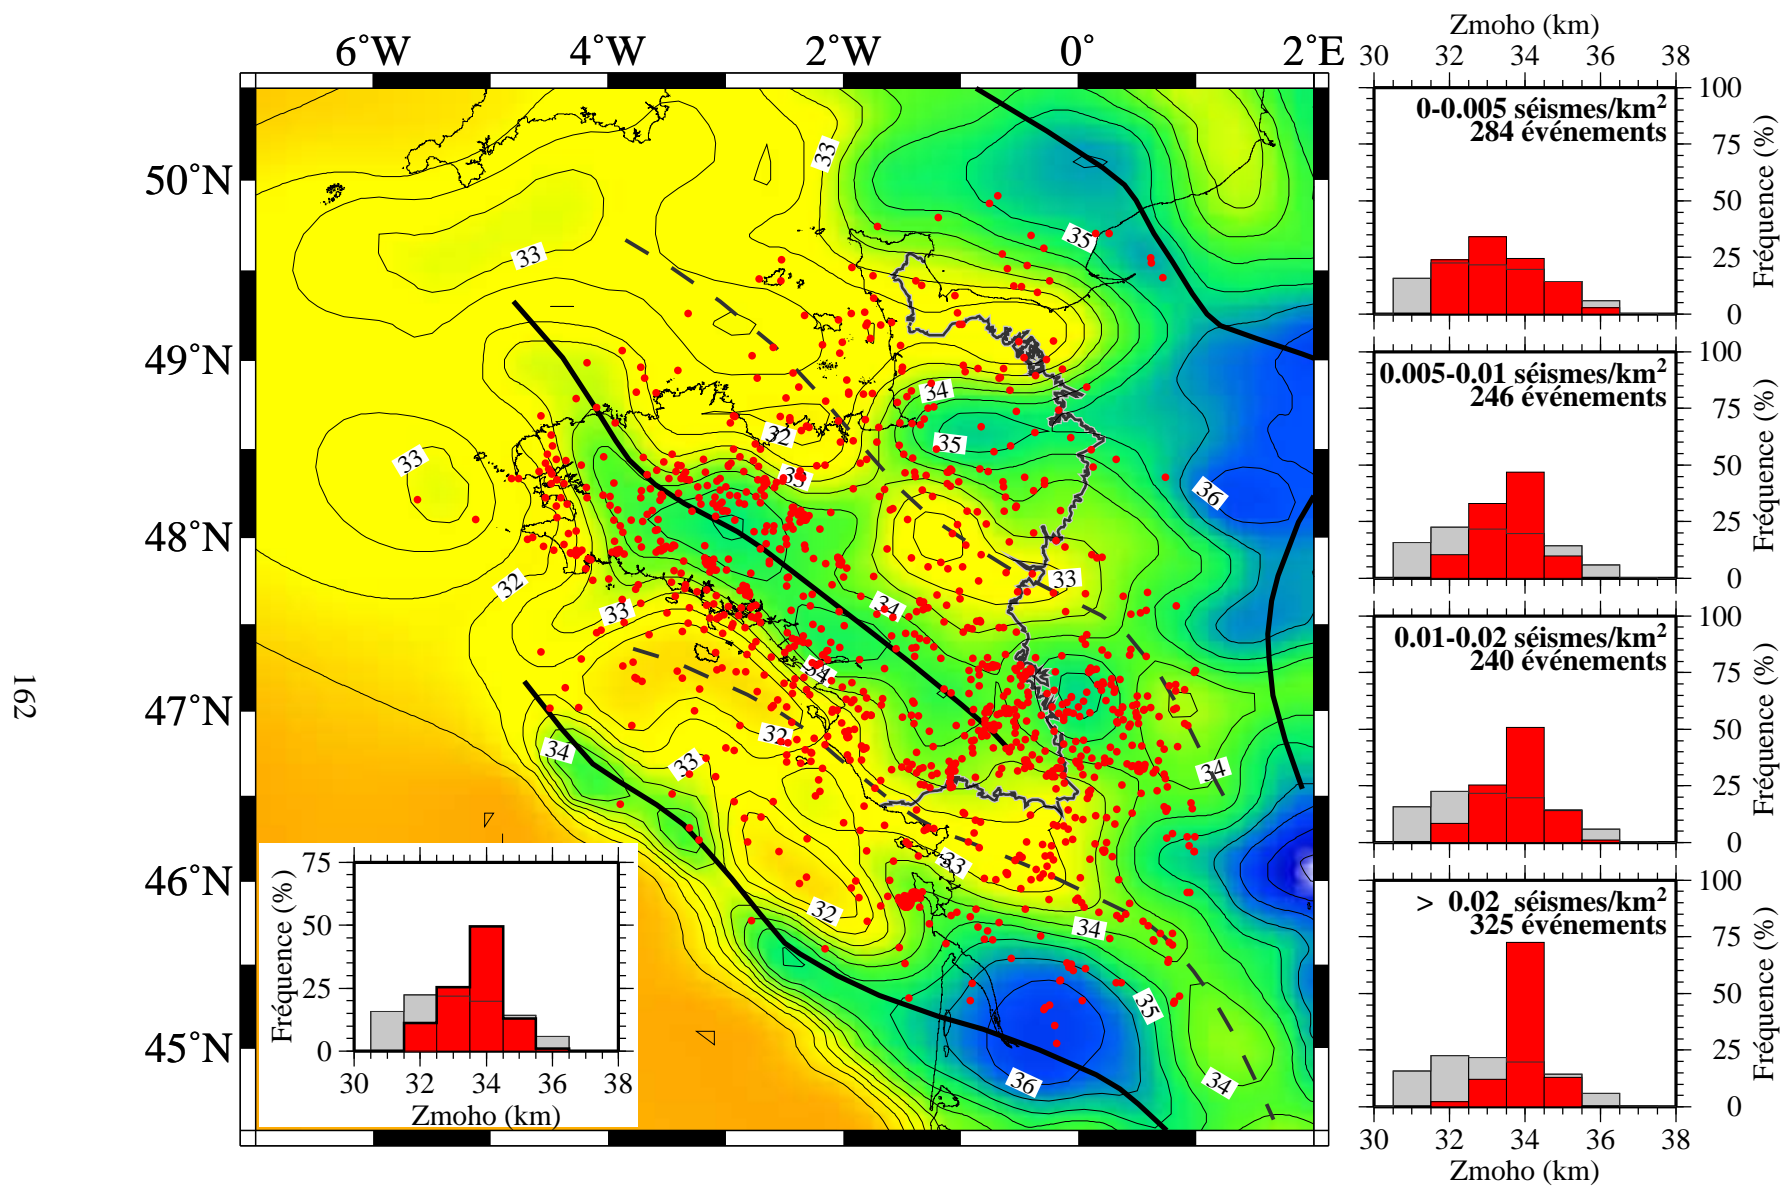 6°W 4°W 2°W 0° 2°E
50°N
49°N
48°N
47°N
46°N
45°N
33
33
35
34
32
35
33
33
36
32
33
33
34
34
34
32
33
34
33
32
34
35
34
36
75
50
25
0
Fréquence (%)
30 32 34 36 38
Zmoho (km)
Zmoho (km)
30 32 34 36 38
0-0.005 séismes/km²
284 événements
100
75
50
25
0
Fréquence (%)
0.005-0.01 séismes/km²
246 événements
100
75
50
25
0
Fréquence (%)
0.01-0.02 séismes/km²
240 événements
100
75
50
25
0
Fréquence (%)
> 0.02 séismes/km²
325 événements
100
75
50
25
0
Fréquence (%)
30 32 34 36 38
Zmoho (km)
162